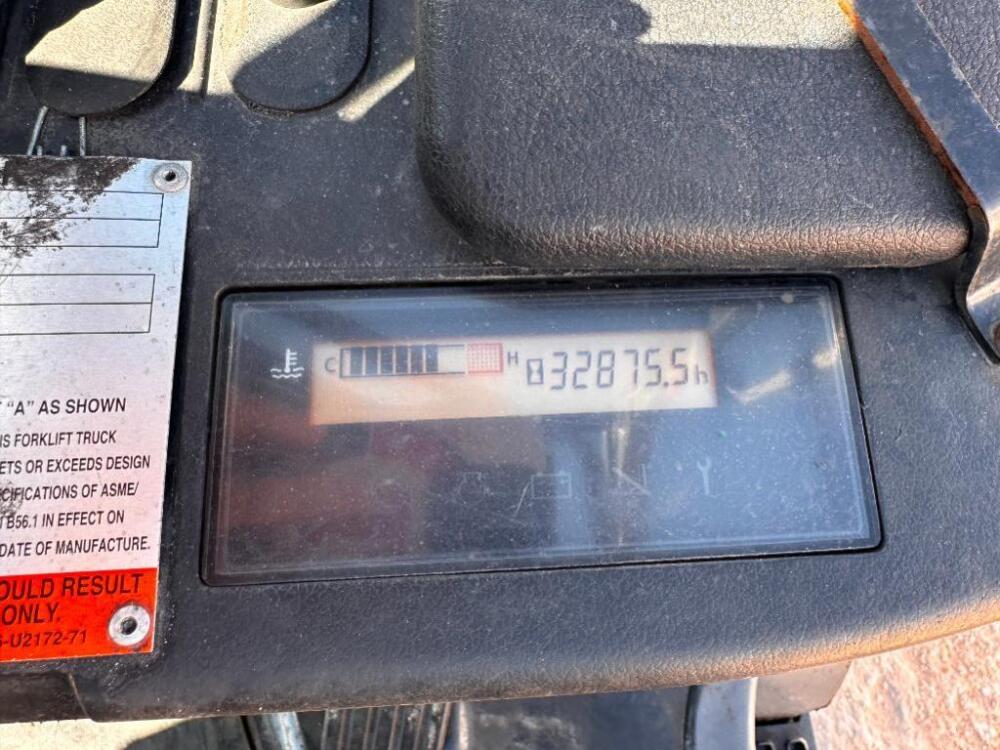 "A" AS SHOWN
IS FORKLIFT TRUCK
ETS OR EXCEEDS DESIGN
CIFICATIONS OF ASME/
B56.1 IN EFFECT ON
DATE OF MANUFACTURE.
OULD RESULT
ONLY.
-U2172-71
C H 32875.5h